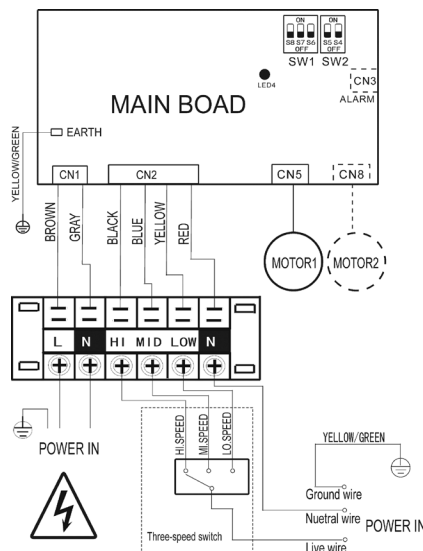 ON
ON
S8 S7 S6
S5 S4
OFF
OFF
SW1 SW2
LED4
CN3
ALARM
MAIN BOAD
EARTH
YELLOW/GREEN
CN1
CN2
CN5
CN8
BROWN
GRAY
BLACK
BLUE
YELLOW
RED
MOTOR1
MOTOR2
L N HI MID LOW N
POWER IN
HI.SPEED
MI.SPEED
LO.SPEED
YELLOW/GREEN
Ground wire
Nuetral wire
POWER IN
Three-speed switch
Live wire